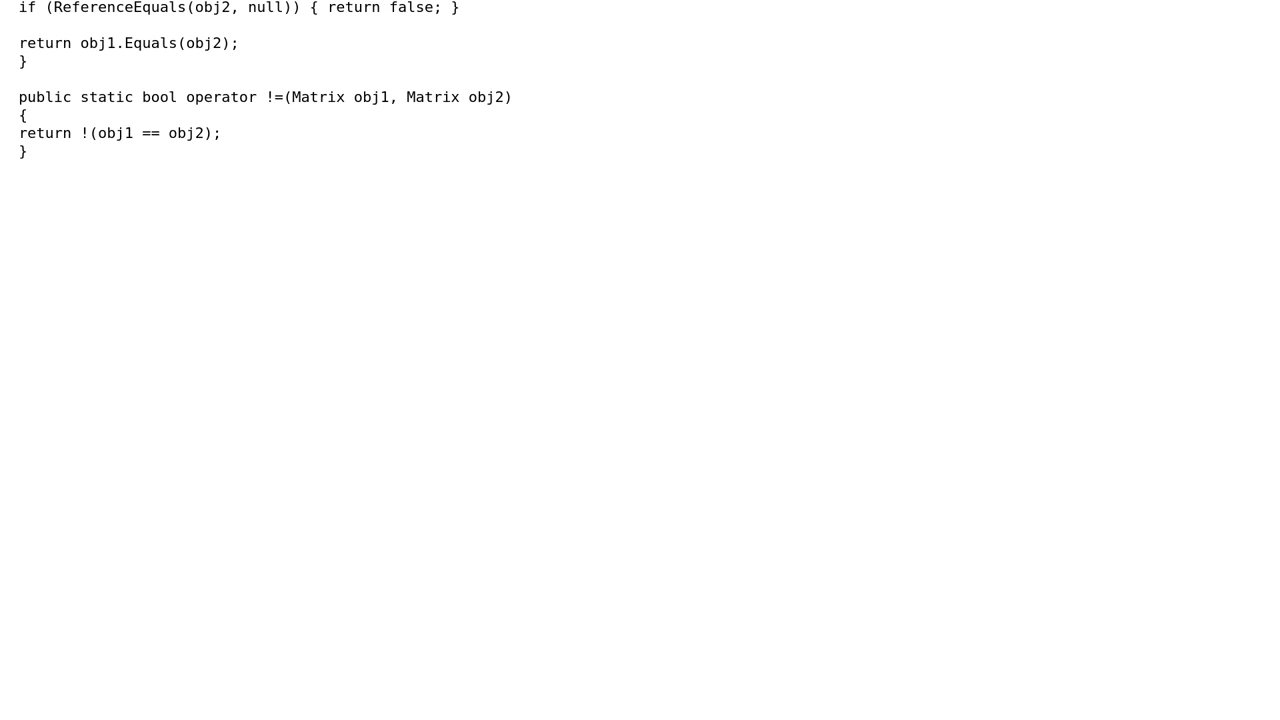 if (ReferenceEquals(obj2, null)) { return false; }
return obj1.Equals(obj2);
}
public static bool operator !=(Matrix obj1, Matrix obj2)
{
return !(obj1 == obj2);
}